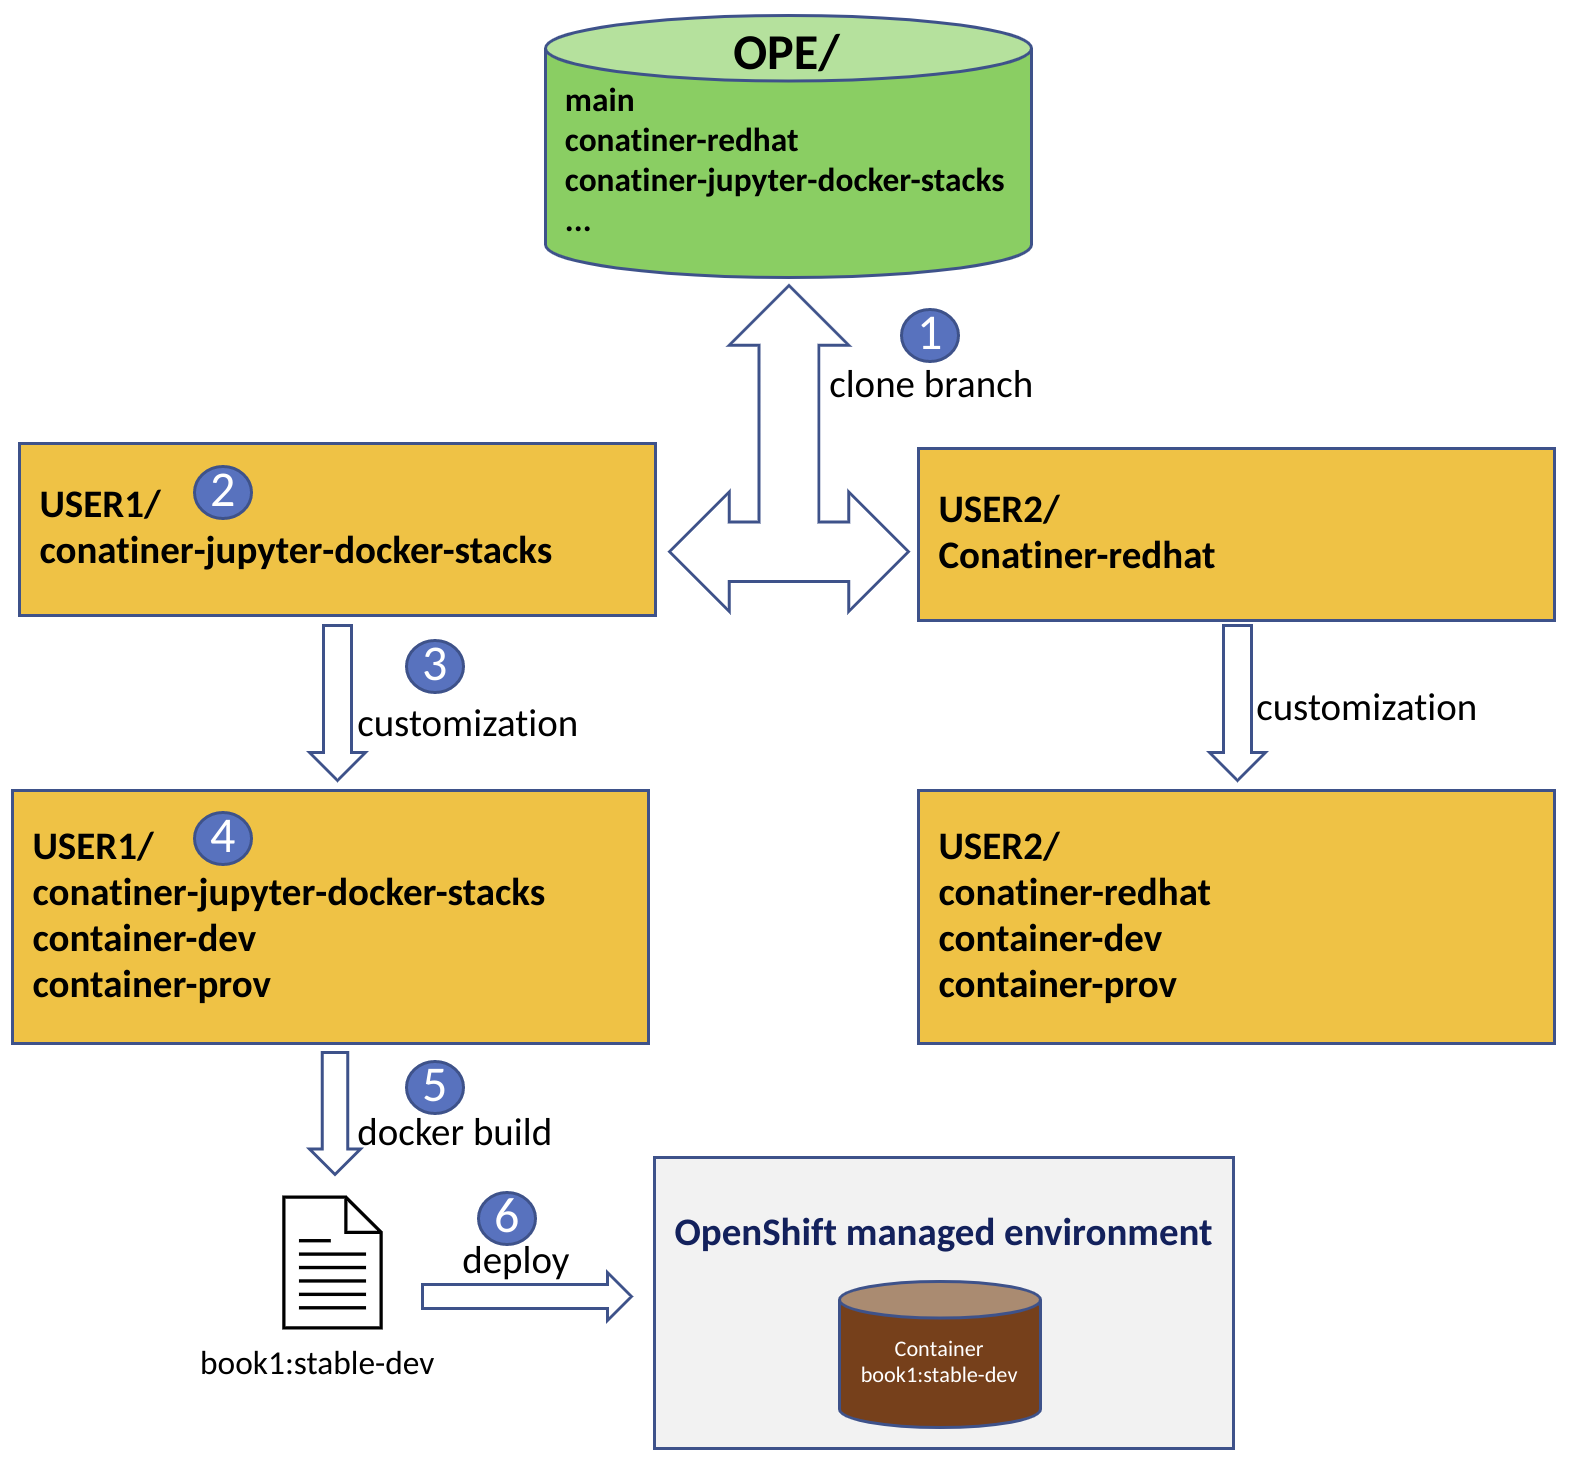 OPE/
main
conatiner-redhat
conatiner-jupyter-docker-stacks
...
1
clone branch
USER1/ 2
conatiner-jupyter-docker-stacks
USER2/
Conatiner-redhat
3
customization
customization
USER1/ 4
conatiner-jupyter-docker-stacks
container-dev
container-prov
USER2/
conatiner-redhat
container-dev
container-prov
5
docker build
6
deploy
book1:stable-dev
OpenShift managed environment
Container
book1:stable-dev